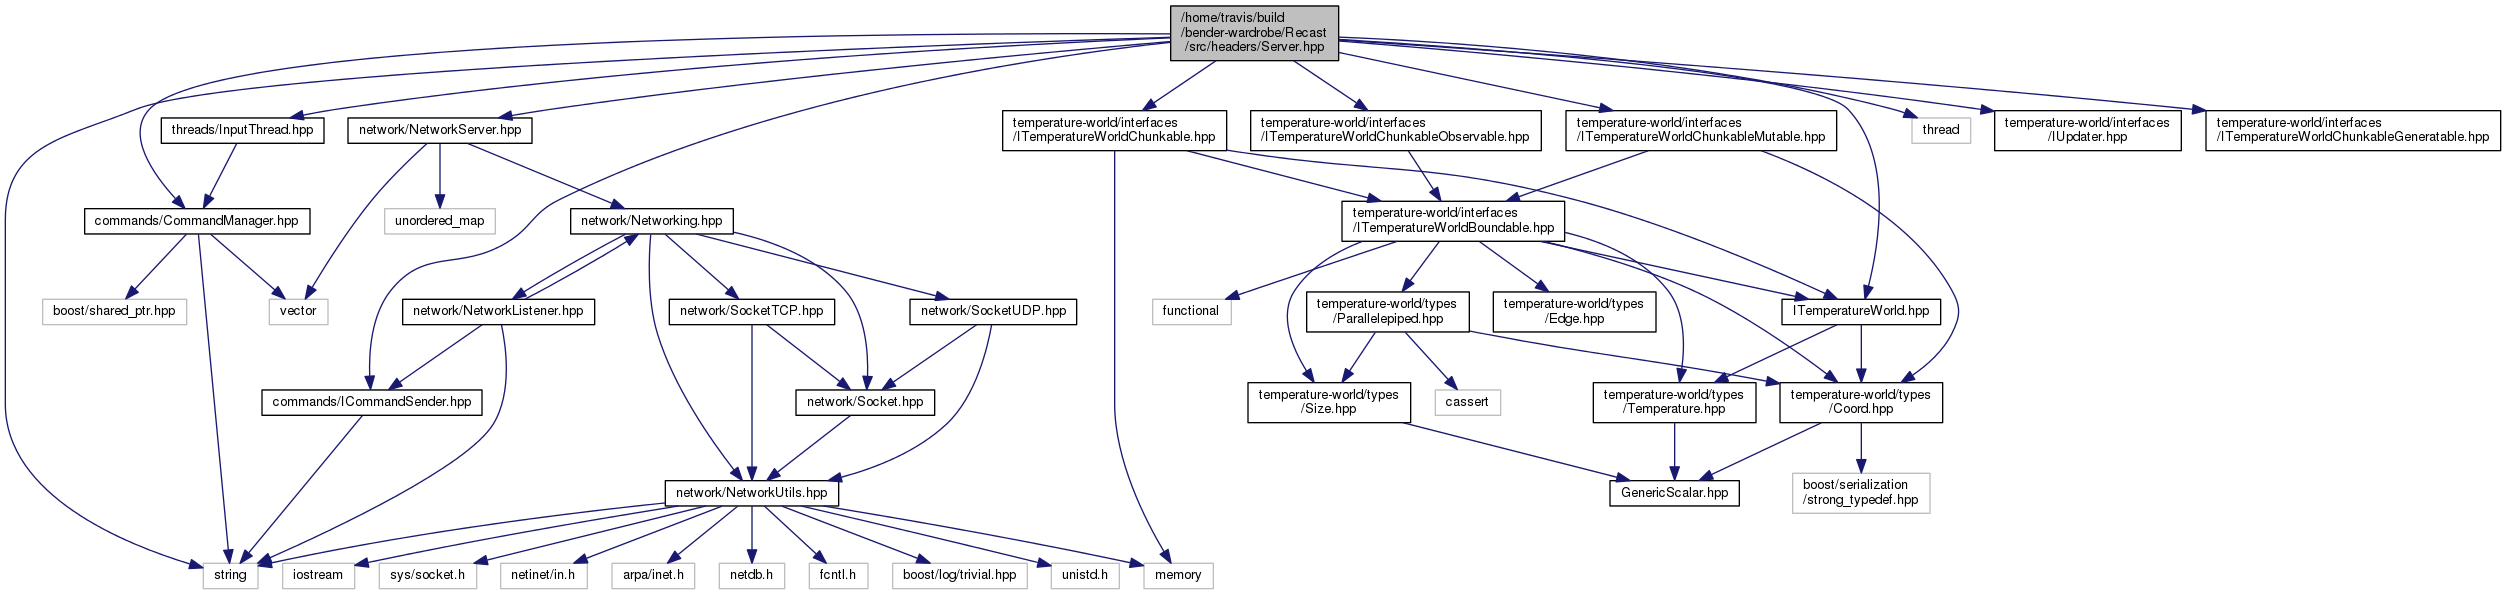 /home/travis/build
/bender-wardrobe/Recast
/src/headers/Server.hpp
threads/InputThread.hpp
network/NetworkServer.hpp
temperature-world/interfaces
/ITemperatureWorldChunkable.hpp
temperature-world/interfaces
/ITemperatureWorldChunkableObservable.hpp
temperature-world/interfaces
/ITemperatureWorldChunkableMutable.hpp
thread
temperature-world/interfaces
/IUpdater.hpp
temperature-world/interfaces
/ITemperatureWorldChunkableGeneratable.hpp
commands/CommandManager.hpp
unordered_map
network/Networking.hpp
temperature-world/interfaces
/ITemperatureWorldBoundable.hpp
boost/shared_ptr.hpp
vector
network/NetworkListener.hpp
network/SocketTCP.hpp
network/SocketUDP.hpp
functional
temperature-world/types
/Parallelepiped.hpp
temperature-world/types
/Edge.hpp
ITemperatureWorld.hpp
commands/ICommandSender.hpp
network/Socket.hpp
temperature-world/types
/Size.hpp
cassert
temperature-world/types
/Temperature.hpp
temperature-world/types
/Coord.hpp
network/NetworkUtils.hpp
GenericScalar.hpp
boost/serialization
/strong_typedef.hpp
string
iostream
sys/socket.h
netinet/in.h
arpa/inet.h
netdb.h
fcntl.h
boost/log/trivial.hpp
unistd.h
memory